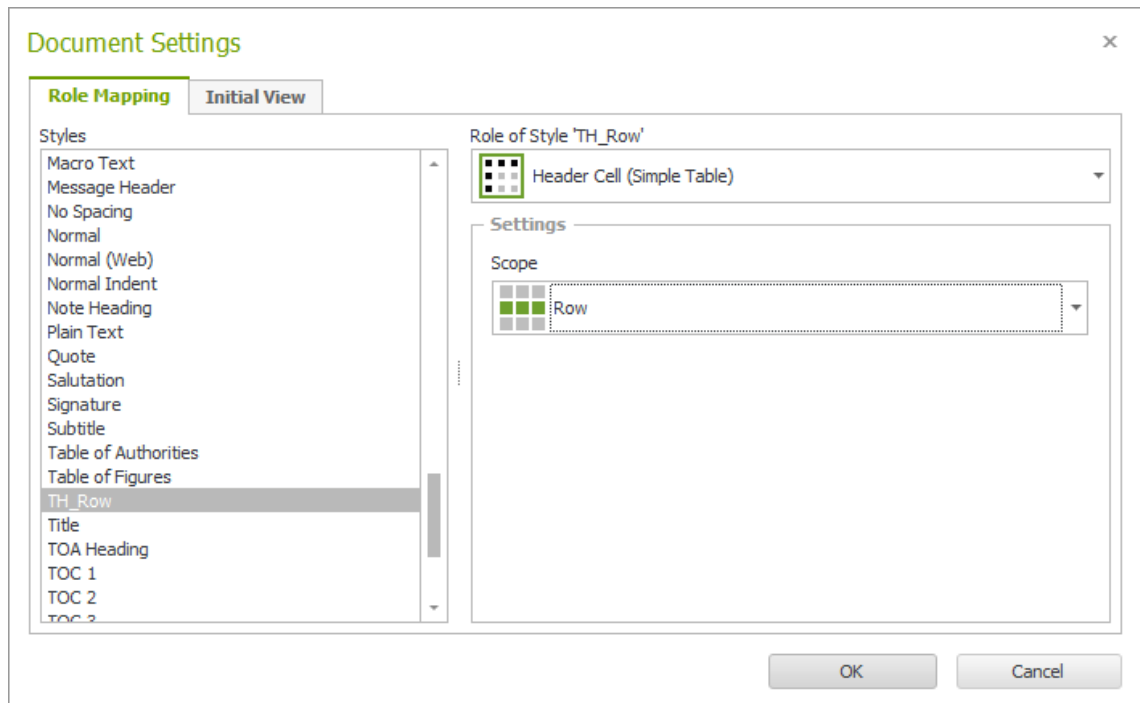 Document Settings
Role Mapping
Initial View
Styles
Macro Text
Message Header
No Spacing
Normal
Normal (Web)
Normal Indent
Note Heading
Plain Text
Quote
Salutation
Signature
Subtitle
Table of Authorities
Table of Figures
TH_Row
Title
TOA Heading
TOC 1
TOC 2
TOC 3
Role of Style 'TH_Row'
Header Cell (Simple Table)
Settings
Scope
Row
OK
Cancel